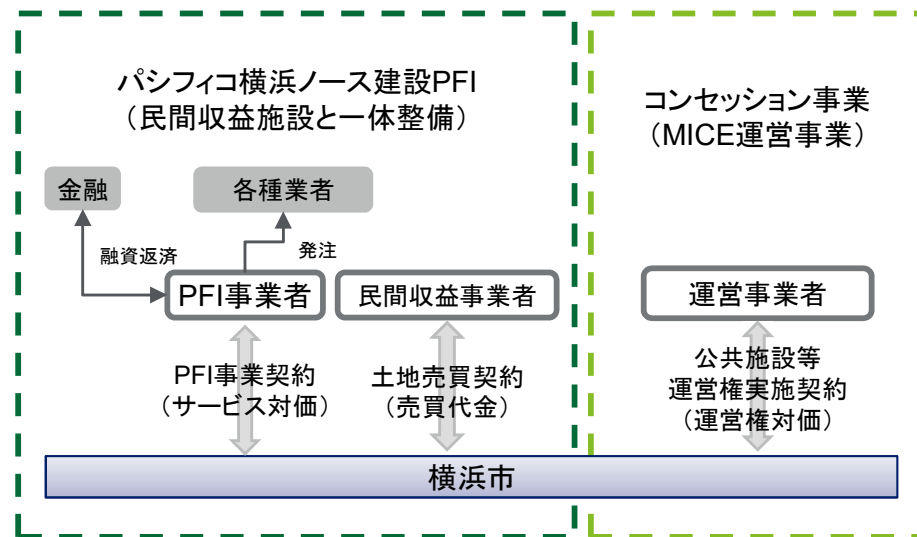 パシフィコ横浜ノース建設PFI
（民間収益施設と一体整備）
コンセッション事業
（MICE運営事業）
金融
各種業者
融資返済
発注
PFI事業者
民間収益事業者
運営事業者
PFI事業契約
（サービス対価）
土地売買契約
（売買代金）
公共施設等
運営権実施契約
（運営権対価）
横浜市